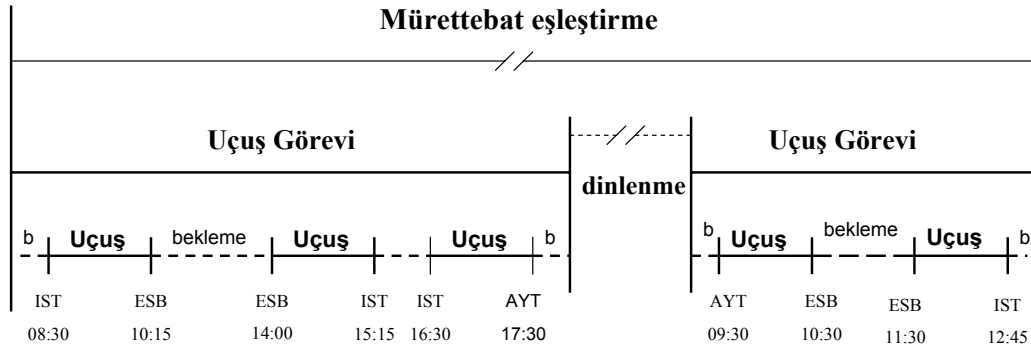 Mürettebat eşleştirme
Uçuş Görevi
Uçuş Görevi
dinlenme
b Uçuş bekleme Uçuş Uçuş b b Uçuş bekleme Uçuş b
IST ESB ESB IST IST AYT AYT ESB ESB IST
08:30 10:15 14:00 15:15 16:30 17:30 09:30 10:30 11:30 12:45